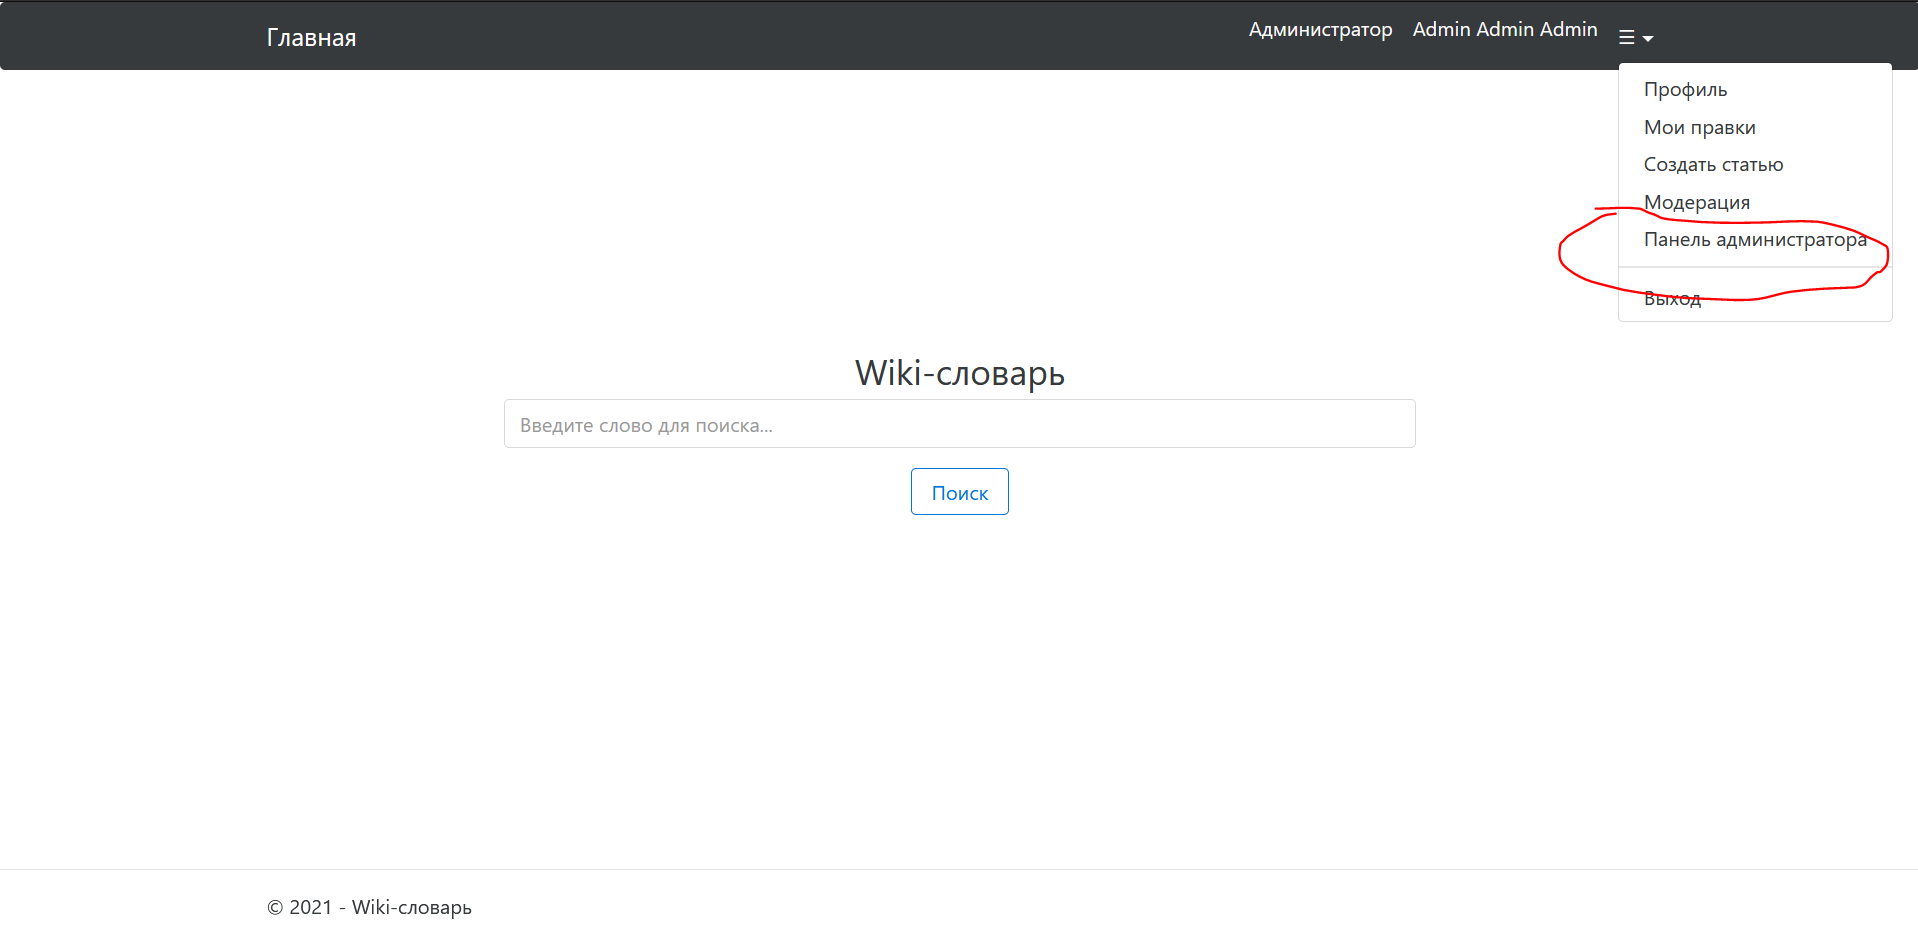 Главная
Администратор Admin Admin Admin
Профиль
Мои правки
Создать статью
Модерация
Панель администратора
Выход
Wiki-словарь
Введите слово для поиска...
Поиск
© 2021 - Wiki-словарь